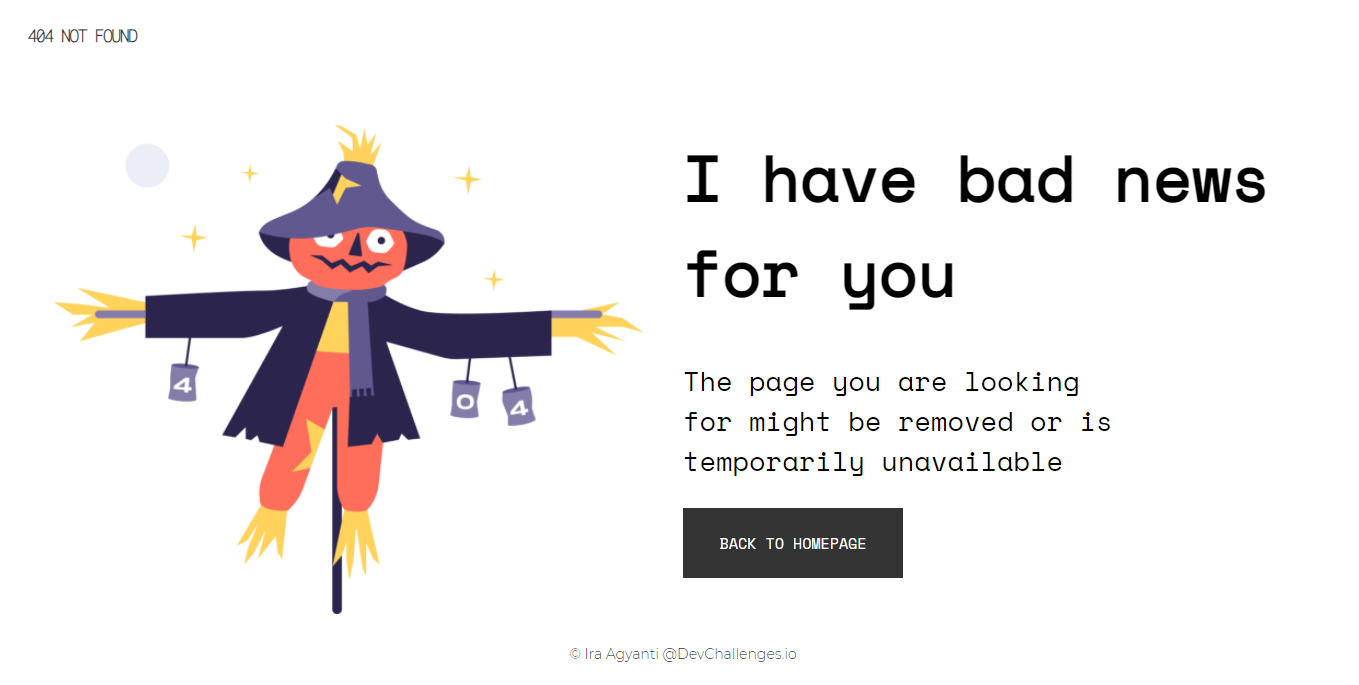 404 NOT FOUND
I have bad news
for you
4
0
4
The page you are looking
for might be removed or is
temporarily unavailable
BACK TO HOMEPAGE
© Ira Agyanti @DevChallenges.io